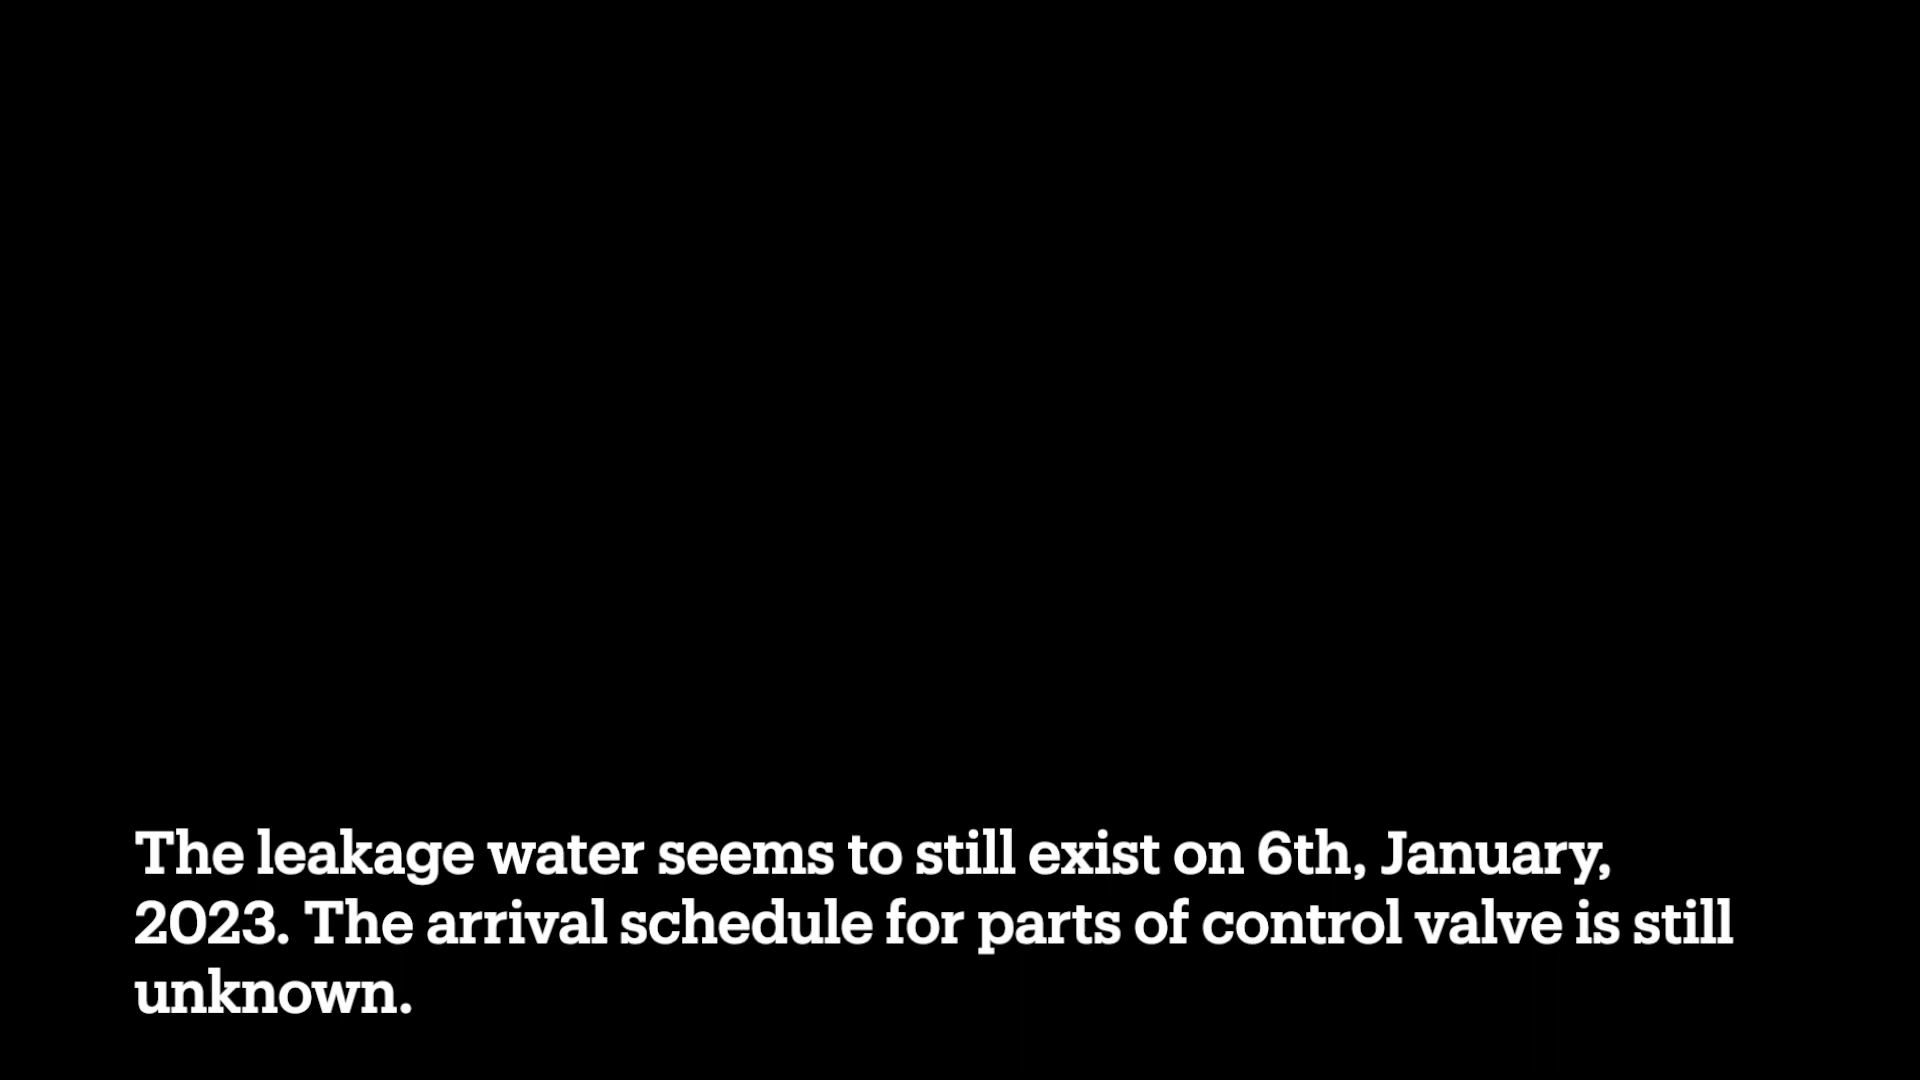 The leakage water seems to still exist on 6th, January,
2023. The arrival schedule for parts of control valve is still
unknown.